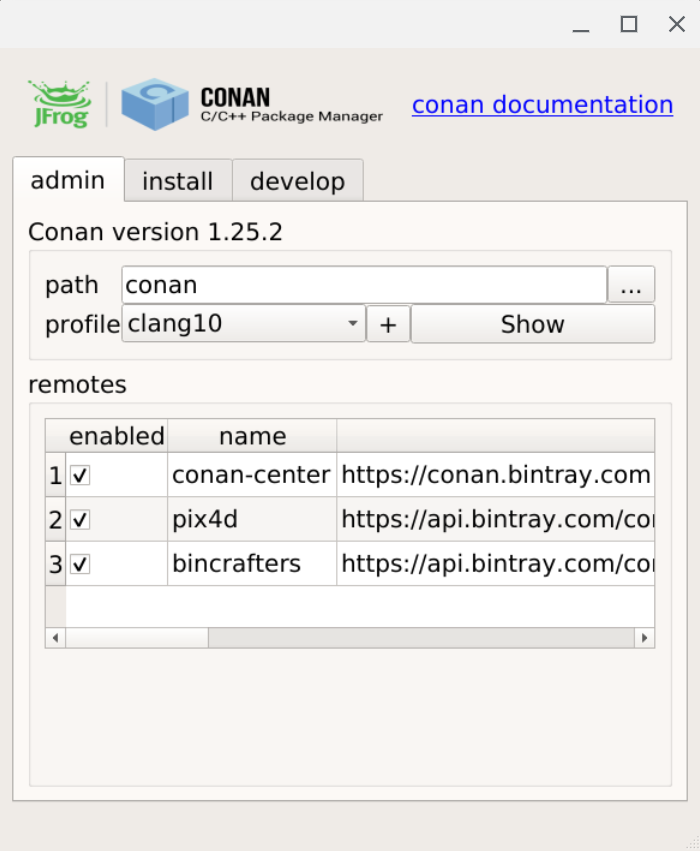 JFrog
CONAN
C/C++ Package Manager
conan documentation
admin install develop
Conan version 1.25.2
path conan ...
profile clang10 + Show
remotes
enabled name
1 conan-center https://conan.bintray.com
2 pix4d https://api.bintray.com/co
3 bincrafters https://api.bintray.com/co